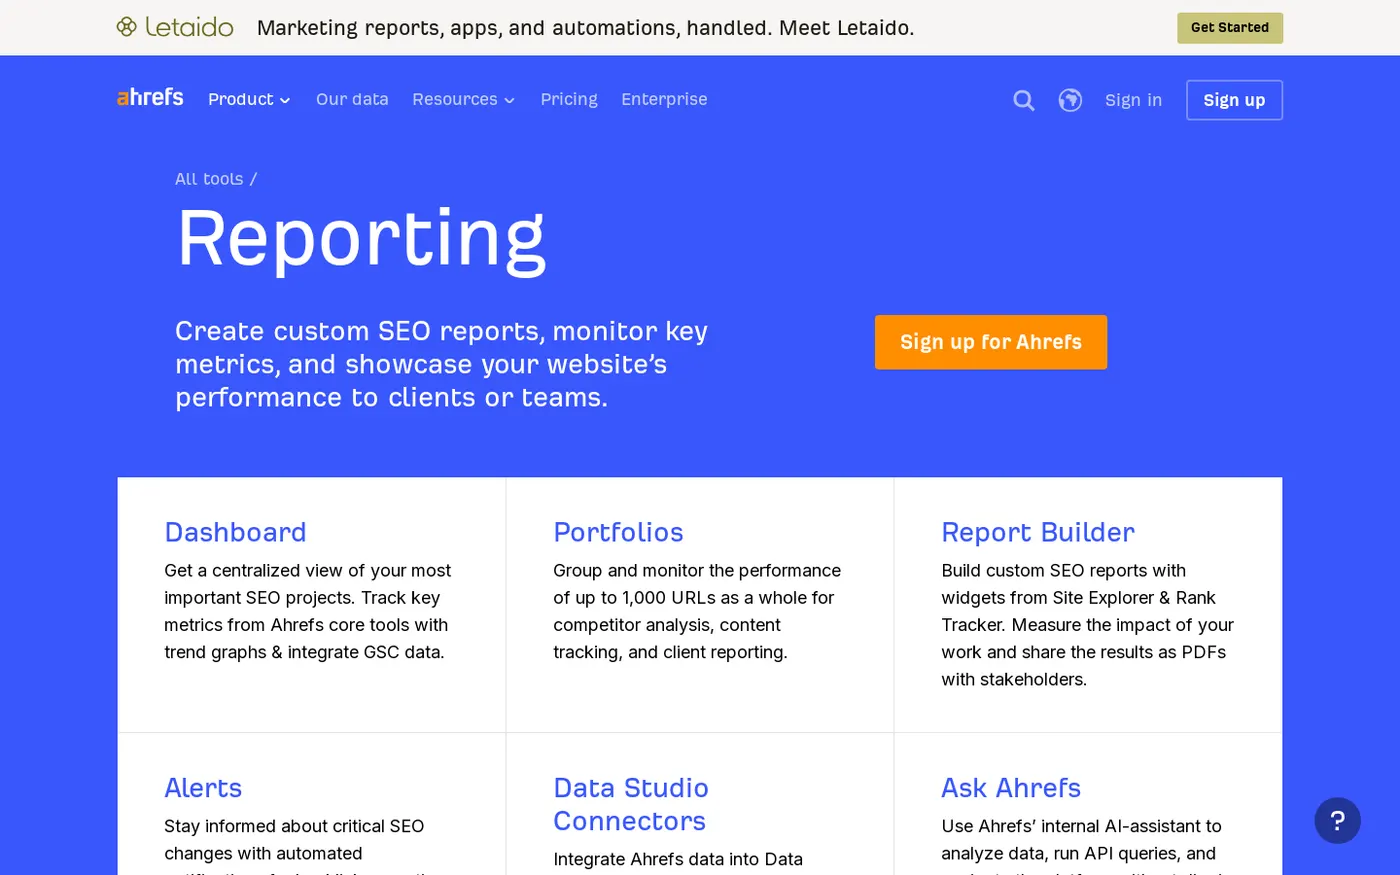 Letaido
Marketing reports, apps, and automations, handled. Meet Letaido.
Get Started
ahrefs
Product
Our data
Resources
Pricing
Enterprise
Sign in
Sign up
All tools /
Reporting
Create custom SEO reports, monitor key
metrics, and showcase your website’s
performance to clients or teams.
Sign up for Ahrefs
Dashboard
Get a centralized view of your most
important SEO projects. Track key
metrics from Ahrefs core tools with
trend graphs & integrate GSC data.
Portfolios
Group and monitor the performance
of up to 1,000 URLs as a whole for
competitor analysis, content
tracking, and client reporting.
Report Builder
Build custom SEO reports with
widgets from Site Explorer & Rank
Tracker. Measure the impact of your
work and share the results as PDFs
with stakeholders.
Alerts
Stay informed about critical SEO
changes with automated
Data Studio
Connectors
Integrate Ahrefs data into Data
Ask Ahrefs
Use Ahrefs’ internal AI-assistant to
analyze data, run API queries, and
?